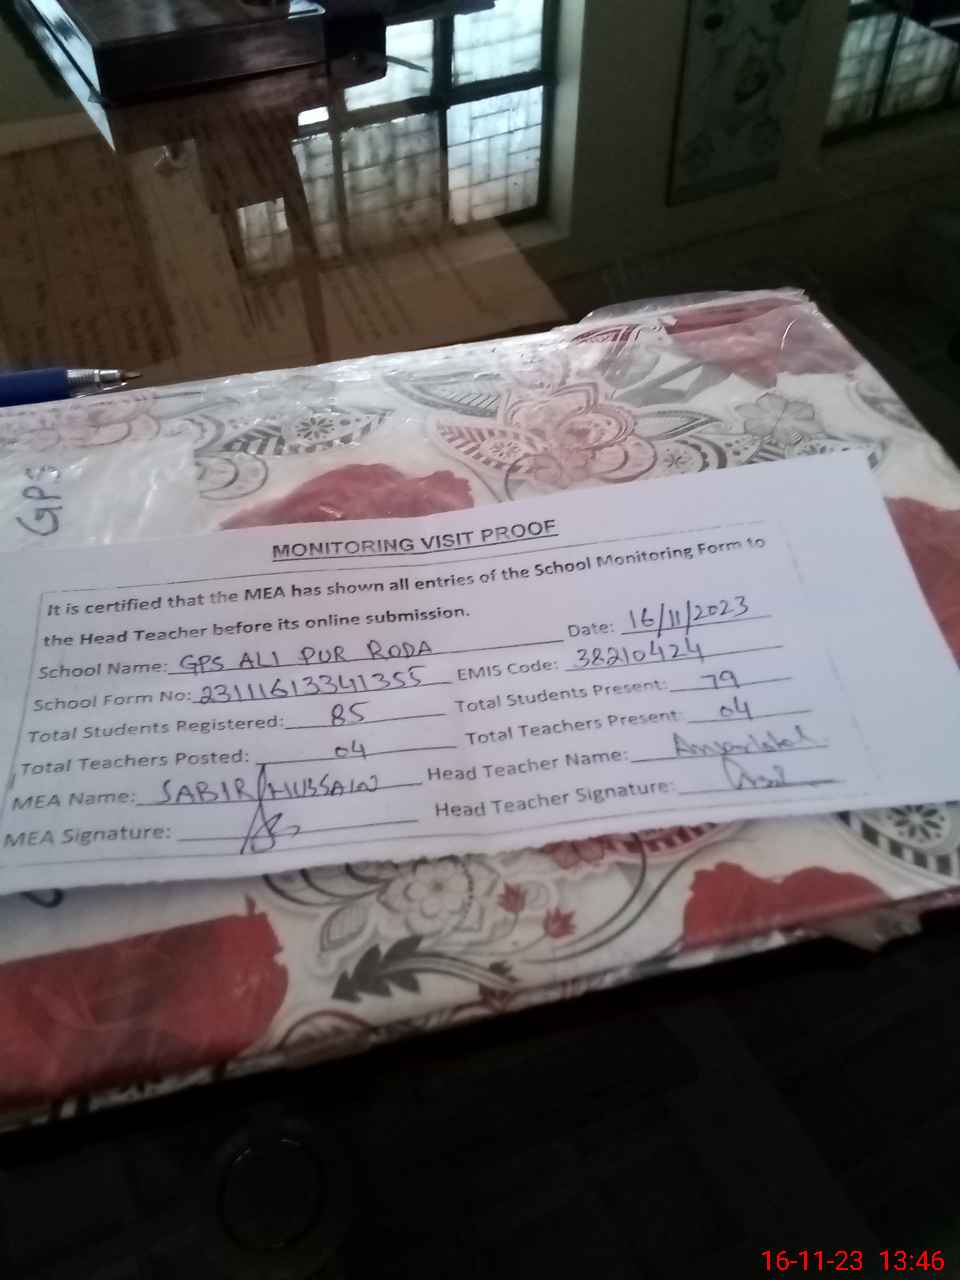 GPS
MONITORING VISIT PROOF
It is certified that the MEA has shown all entries of the School Monitoring Form to
the Head Teacher before its online submission.
Date: 16/11/2023
School Name: GPS ALI PUR RODA
EMIS Code: 38210424
School Form No: 23111613341355
Total Students Present: 79
Total Students Registered: 85
Total Teachers Present: 04
Total Teachers Posted: 04
Head Teacher Name:
MEA Name: SABIR HUSSAIN
Head Teacher Signature:
MEA Signature:
16-11-23 13:46